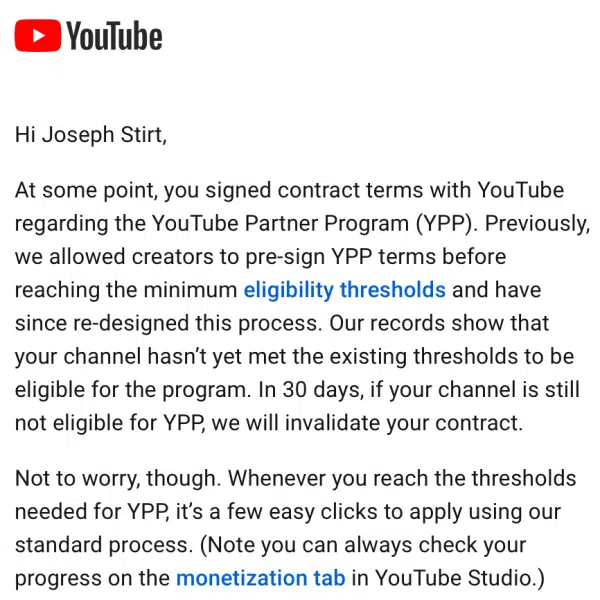 YouTube
Hi Joseph Stirt,
At some point, you signed contract terms with YouTube
regarding the YouTube Partner Program (YPP). Previously,
we allowed creators to pre-sign YPP terms before
reaching the minimum eligibility thresholds and have
since re-designed this process. Our records show that
your channel hasn’t yet met the existing thresholds to be
eligible for the program. In 30 days, if your channel is still
not eligible for YPP, we will invalidate your contract.
Not to worry, though. Whenever you reach the thresholds
needed for YPP, it’s a few easy clicks to apply using our
standard process. (Note you can always check your
progress on the monetization tab in YouTube Studio.)